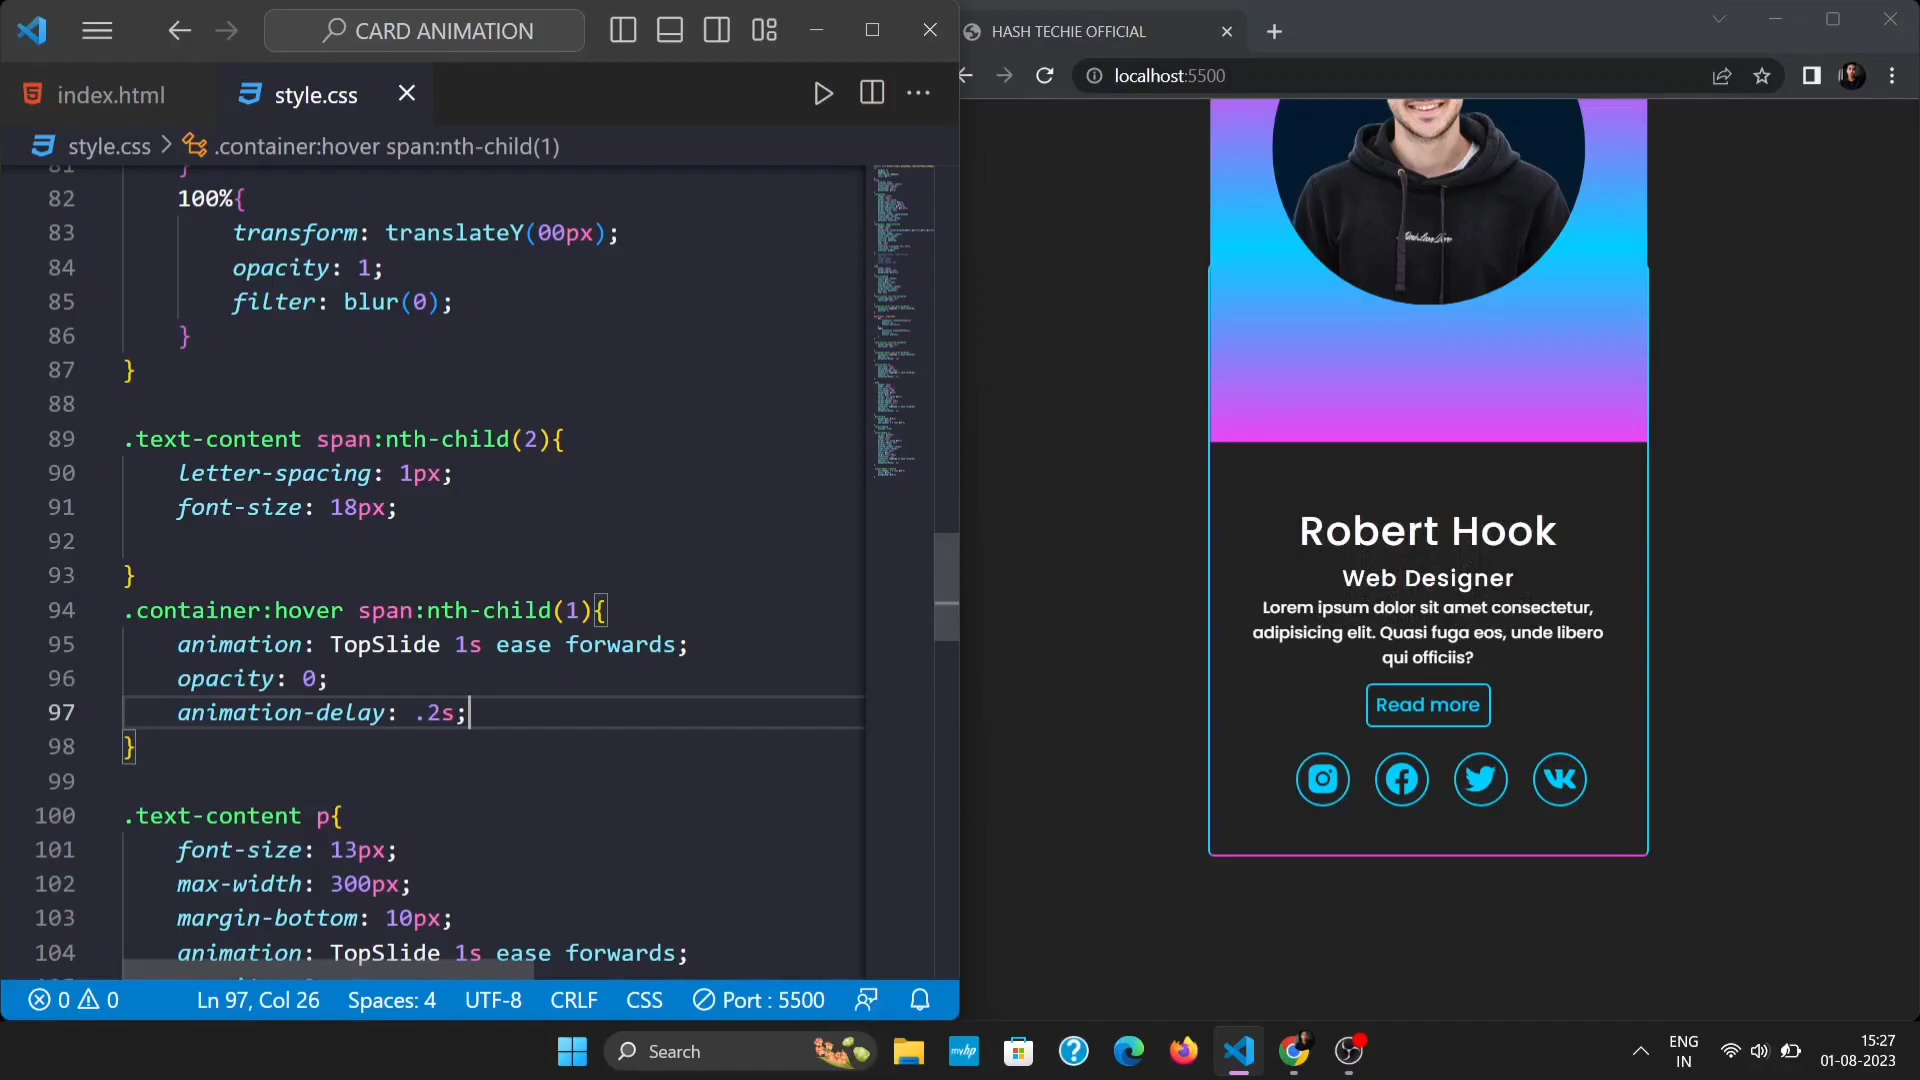 CARD ANIMATION
index.html
style.css
style.css > .container:hover span:nth-child(1)
81 }
82 100%{
83 transform: translateY(00px);
84 opacity: 1;
85 filter: blur(0);
86 }
87 }
88
89 .text-content span:nth-child(2){
90 letter-spacing: 1px;
91 font-size: 18px;
92
93 }
94 .container:hover span:nth-child(1){
95 animation: TopSlide 1s ease forwards;
96 opacity: 0;
97 animation-delay: .2s;
98 }
99
100 .text-content p{
101 font-size: 13px;
102 max-width: 300px;
103 margin-bottom: 10px;
104 animation: TopSlide 1s ease forwards;
0 0 Ln 97, Col 26 Spaces: 4 UTF-8 CRLF CSS Port : 5500
HASH TECHIE OFFICIAL
localhost:5500
Robert Hook
Web Designer
Lorem ipsum dolor sit amet consectetur,
adipisicing elit. Quasi fuga eos, unde libero
qui officiis?
Read more
Search
myhp
ENG
IN
15:27
01-08-2023